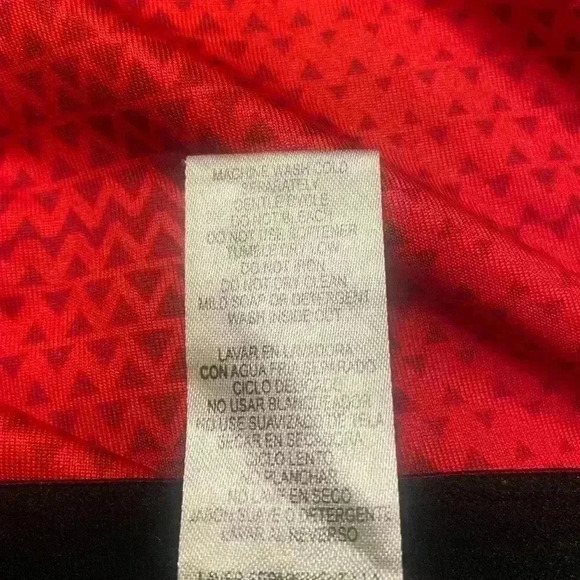 MACHINE WASH COLD
SEPARATELY
GENTLE CYCLE
DO NOT BLEACH
DO NOT USE SOFTENER
TUMBLE DRY LOW
DO NOT IRON
DO NOT DRY CLEAN
MILD SOAP OR DETERGENT
WASH INSIDE OUT
LAVAR EN LAVADORA
CON AGUA FRIA SEPARADO
CICLO DELICADO
NO USAR BLANQUEADOR
NO USE SUAVIZADOR DE TELA
SECAR EN SECADORA
CICLO LENTO
NO PLANCHAR
NO LAVE EN SECO
JABON SUAVE O DETERGENTE
LAVAR AL REVERSO